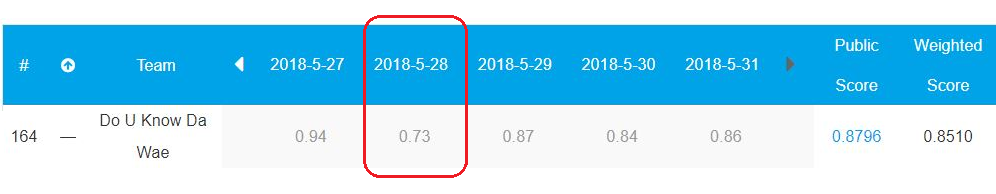 # Team 2018-5-27 2018-5-28 2018-5-29 2018-5-30 2018-5-31 Public Score Weighted Score
164 — Do U Know Da Wae 0.94 0.73 0.87 0.84 0.86 0.8796 0.8510